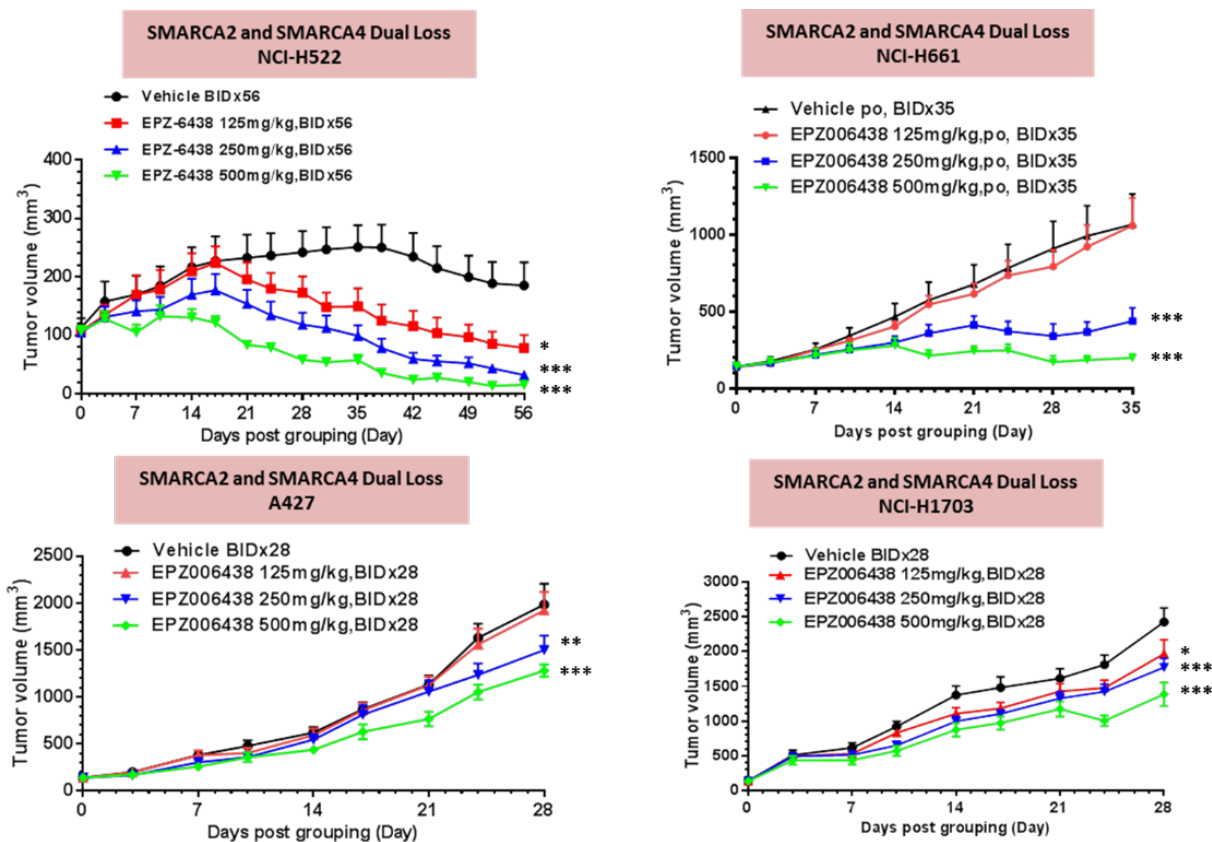 SMARCA2 and SMARCA4 Dual Loss
NCI-H522
Vehicle BIDx56
EPZ-6438 125mg/kg,BIDx56
EPZ-6438 250mg/kg,BIDx56
EPZ-6438 500mg/kg,BIDx56
Tumor volume (mm³)
400
300
200
100
0
*
***
***
0 7 14 21 28 35 42 49 56
Days post grouping (Day)
SMARCA2 and SMARCA4 Dual Loss
NCI-H661
Vehicle po, BIDx35
EPZ006438 125mg/kg,po, BIDx35
EPZ006438 250mg/kg,po, BIDx35
EPZ006438 500mg/kg,po, BIDx35
Tumor volume (mm³)
1500
1000
500
0
***
***
0 7 14 21 28 35
Days post grouping (Day)
SMARCA2 and SMARCA4 Dual Loss
A427
Vehicle BIDx28
EPZ006438 125mg/kg,BIDx28
EPZ006438 250mg/kg,BIDx28
EPZ006438 500mg/kg,BIDx28
Tumor volume (mm³)
2500
2000
1500
1000
500
0
**
***
0 7 14 21 28
Days post grouping (Day)
SMARCA2 and SMARCA4 Dual Loss
NCI-H1703
Vehicle BIDx28
EPZ006438 125mg/kg,BIDx28
EPZ006438 250mg/kg,BIDx28
EPZ006438 500mg/kg,BIDx28
Tumor volume (mm³)
3000
2500
2000
1500
1000
500
0
*
***
***
0 7 14 21 28
Days post grouping (Day)